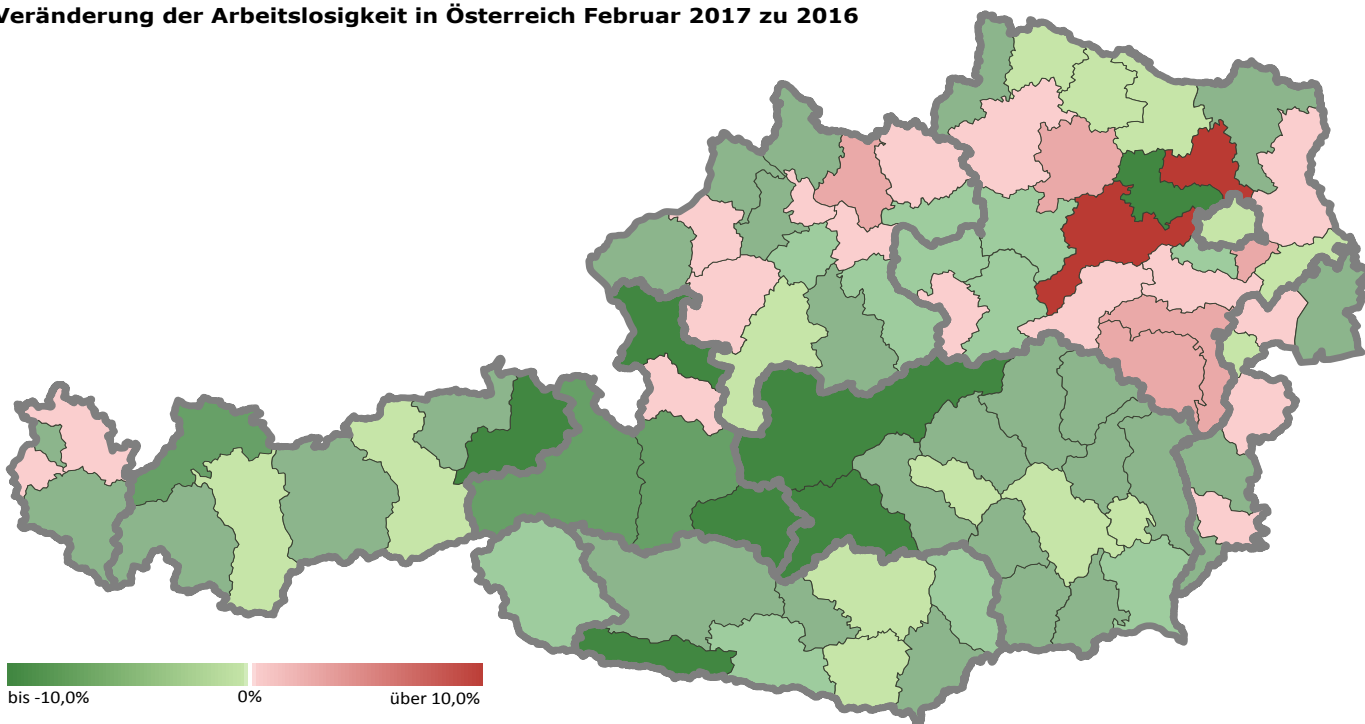 Veränderung der Arbeitslosigkeit in Österreich Februar 2017 zu 2016
bis -10,0% 0% über 10,0%